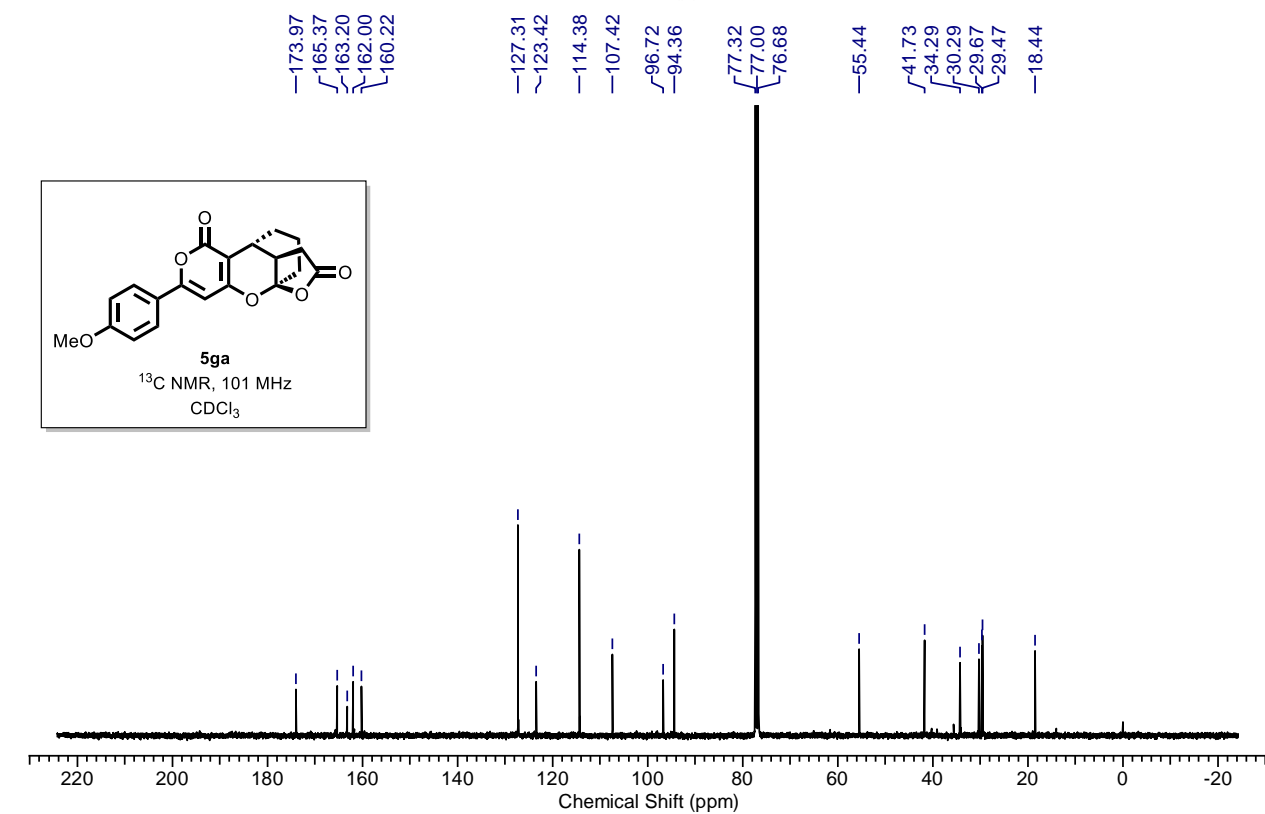 173.97
165.37
163.20
162.00
160.22
127.31
123.42
114.38
107.42
96.72
94.36
77.32
77.00
76.68
55.44
41.73
34.29
30.29
29.67
29.47
18.44
O
O
O
O
O
MeO
5ga
¹³C NMR, 101 MHz
CDCl₃
220 200 180 160 140 120 100 80 60 40 20 0 -20
Chemical Shift (ppm)